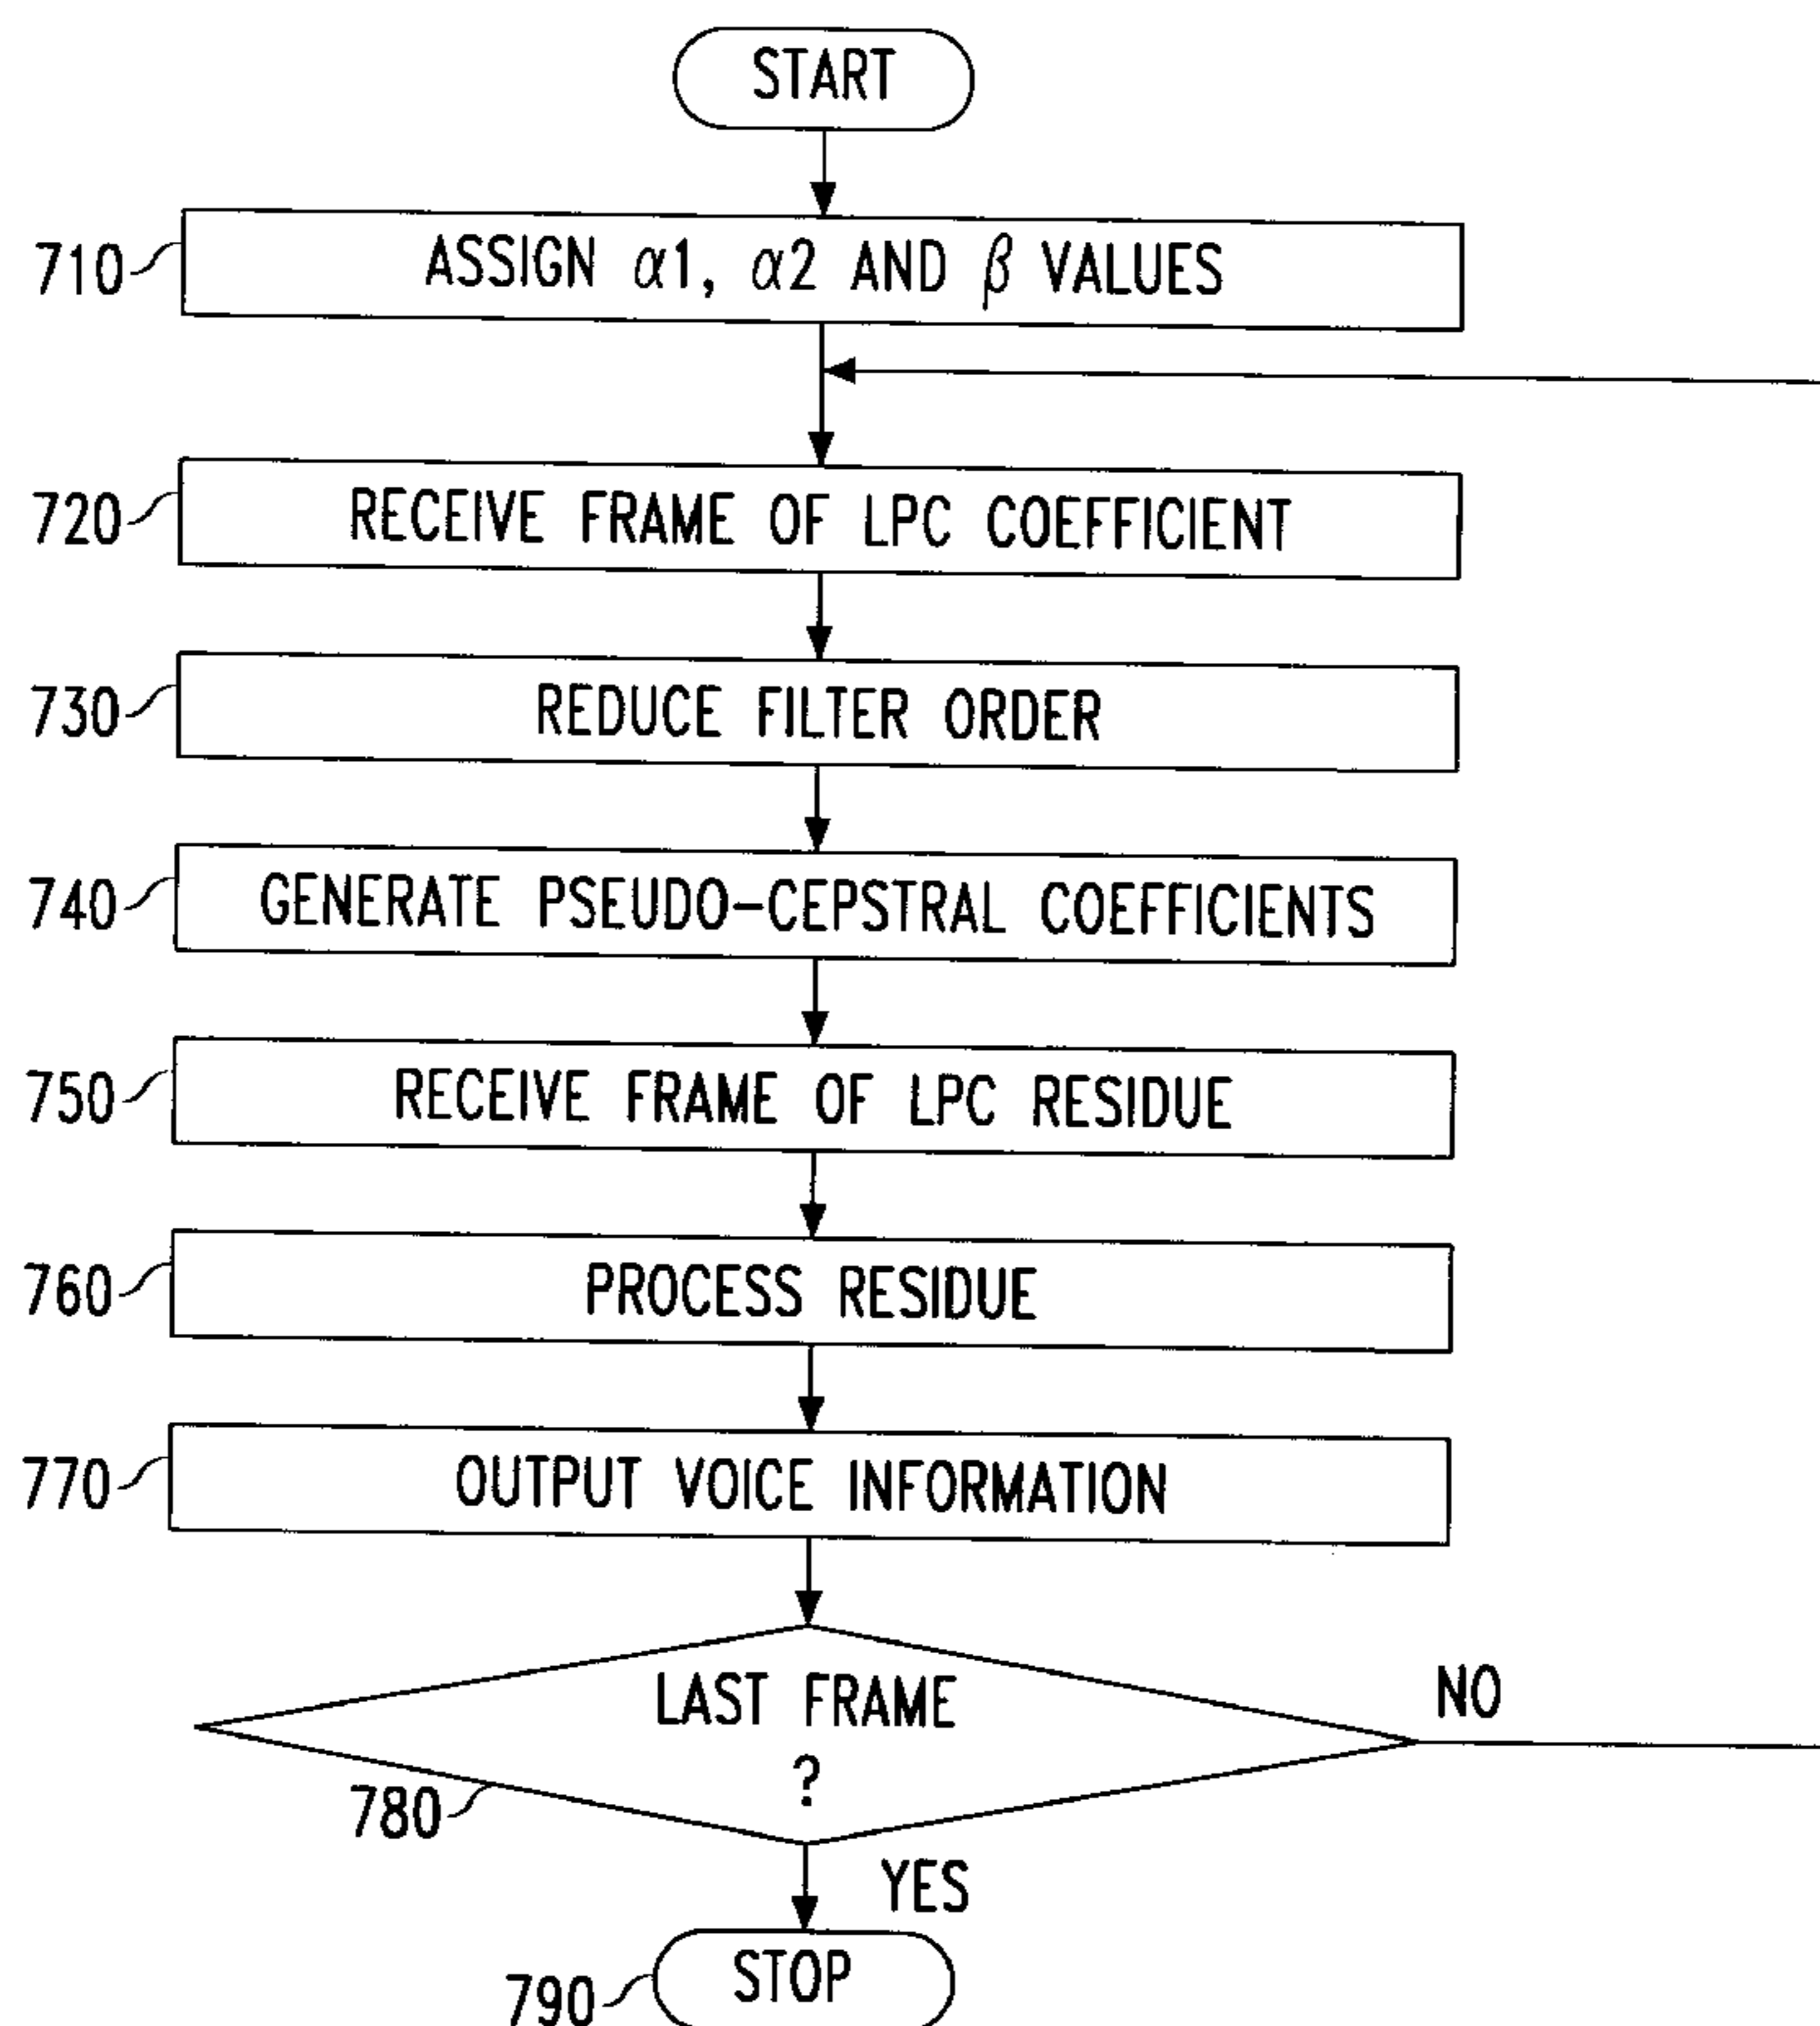 START
710 ASSIGN α1, α2 AND β VALUES
720 RECEIVE FRAME OF LPC COEFFICIENT
730 REDUCE FILTER ORDER
740 GENERATE PSEUDO-CEPSTRAL COEFFICIENTS
750 RECEIVE FRAME OF LPC RESIDUE
760 PROCESS RESIDUE
770 OUTPUT VOICE INFORMATION
LAST FRAME
?
NO
780
YES
790 STOP